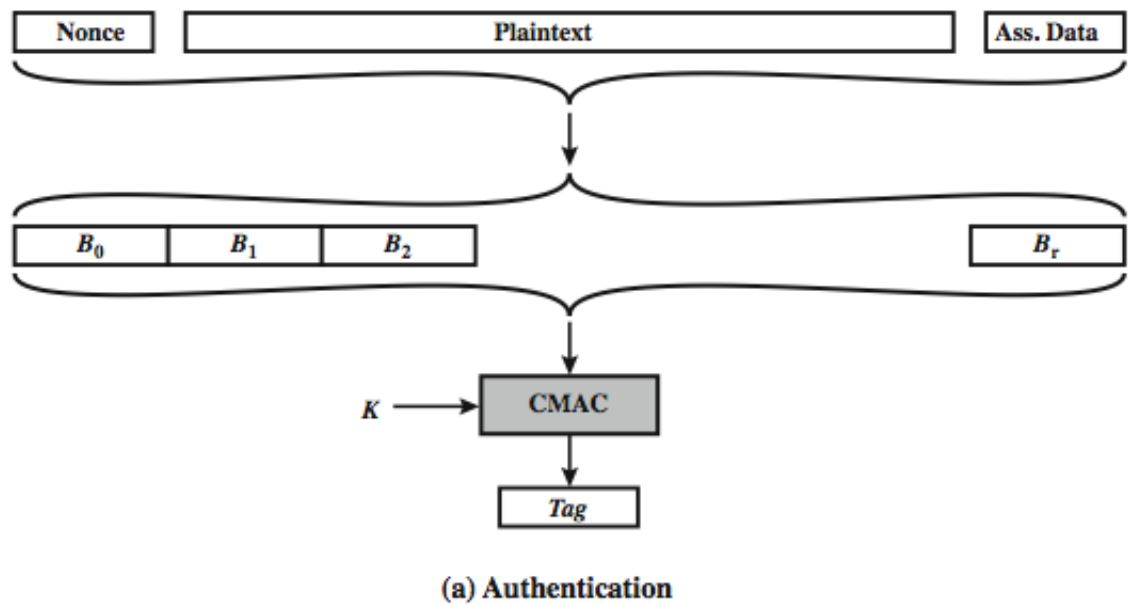 Nonce Plaintext Ass. Data
B0 B1 B2 Br
K CMAC
Tag
(a) Authentication